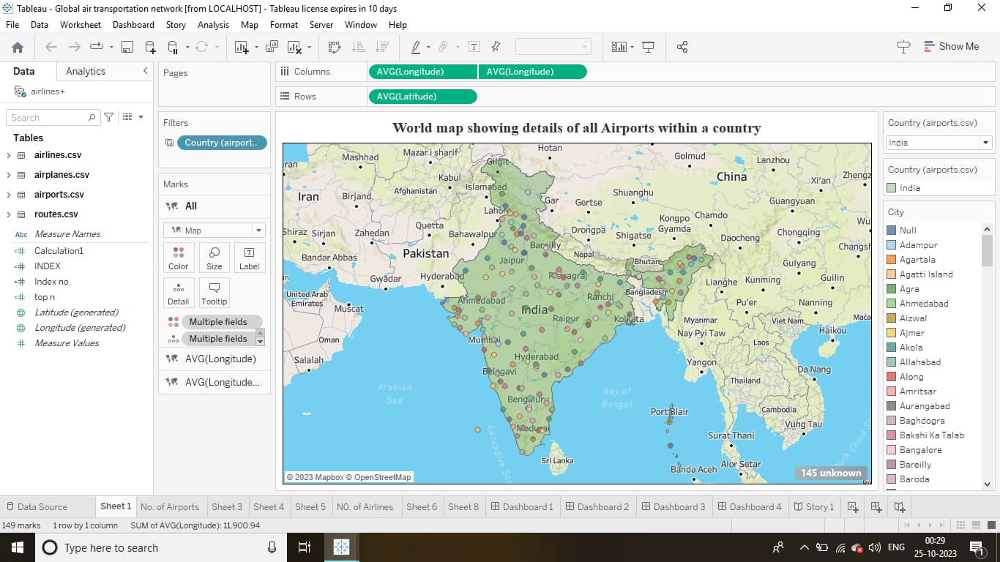 Tableau - Global air transportation network [from LOCALHOST] - Tableau license expires in 10 days
File Data Worksheet Dashboard Story Analysis Map Format Server Window Help
Show Me
Data Analytics
airlines+
Search
Tables
airlines.csv
airplanes.csv
airports.csv
routes.csv
Abc Measure Names
Calculation1
INDEX
Index no
top n
Latitude (generated)
Longitude (generated)
Measure Values
Pages
Filters
Country (airport..
Marks
All
Map
Color Size Label
Detail Tooltip
Multiple fields
Multiple fields
AVG(Longitude)
AVG(Longitude...
Columns AVG(Longitude) AVG(Longitude)
Rows AVG(Latitude)
World map showing details of all Airports within a country
Hotan
Mashhad Mazar i sharif Golmud Lanzhou
Gilgit
Kabul China Xi'an Zhengz
Islamabad
Afghanistan Shuanghu
Iran Birjand Gar Gertse Guangyuan
Lahore
Quetta Kongpo Gyamda Chamdo Wu
Shiraz Sirjan Zahedan Bahawalpur Drongpa Shigatse Daocheng Chongqing
Bareilly Nepal Changsh
Bandar Abbas Pakistan Jaipur Bhutan Guiyang
Gwādar Hyderabad Prayagraj Lianghe Kunming Guilin
United Arab Emirates Bangladesh
Muscat Ahmedabad Ranchi Pu'er Nanning
India Maca
Raipur Kolkata Myanmar Viet Nam
Oman Mumbai Nay Pyi Taw Haikou
Laos
Salalah Hyderabad Yangon
Belagavi Da Nang
Thailand
Arabian Sea Bay of Bengal
Bengaluru Cambodia
Port Blair
Madurai Vung Tau
Laccadive Sea Surat Thani South China S
Sri Lanka
Banda Aceh Alor Setar
145 unknown
© 2023 Mapbox © OpenStreetMap
Country (airports.csv)
India
Country (airports.csv)
India
City
Null
Adampur
Agartala
Agatti Island
Agra
Ahmedabad
Aizwal
Ajmer
Akola
Allahabad
Along
Amritsar
Aurangabad
Baghdogra
Bakshi Ka Talab
Bangalore
Bareilly
Baroda
Data Source Sheet 1 No. of Airports Sheet 3 Sheet 4 Sheet 5 N0. of Airlines Sheet 6 Sheet 8 Dashboard 1 Dashboard 2 Dashboard 3 Dashboard 4 Story 1
149 marks 1 row by 1 column SUM of AVG(Longitude): 11,900.94
Type here to search
ENG
00:29
25-10-2023
1